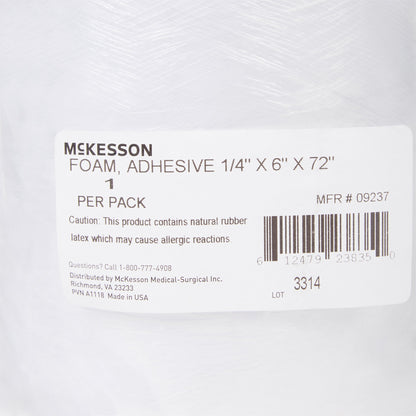 McKESSON
FOAM, ADHESIVE 1/4" X 6" X 72"
1
PER PACK
MFR # 09237
Caution: This product contains natural rubber
latex which may cause allergic reactions
6 12479 23835 0
Questions? Call 1-800-777-4908
Distributed by McKesson Medical-Surgical Inc.
Richmond, VA 23233
PVN A1118 Made in USA
LOT 3314